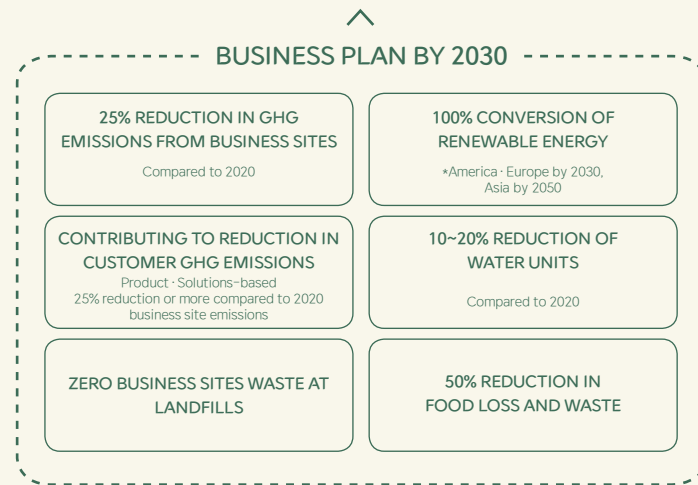 BUSINESS PLAN BY 2030
25% REDUCTION IN GHG
EMISSIONS FROM BUSINESS SITES
Compared to 2020
100% CONVERSION OF
RENEWABLE ENERGY
*America · Europe by 2030,
Asia by 2050
CONTRIBUTING TO REDUCTION IN
CUSTOMER GHG EMISSIONS
Product · Solutions-based
25% reduction or more compared to 2020
business site emissions
10~20% REDUCTION OF
WATER UNITS
Compared to 2020
ZERO BUSINESS SITES WASTE AT
LANDFILLS
50% REDUCTION IN
FOOD LOSS AND WASTE